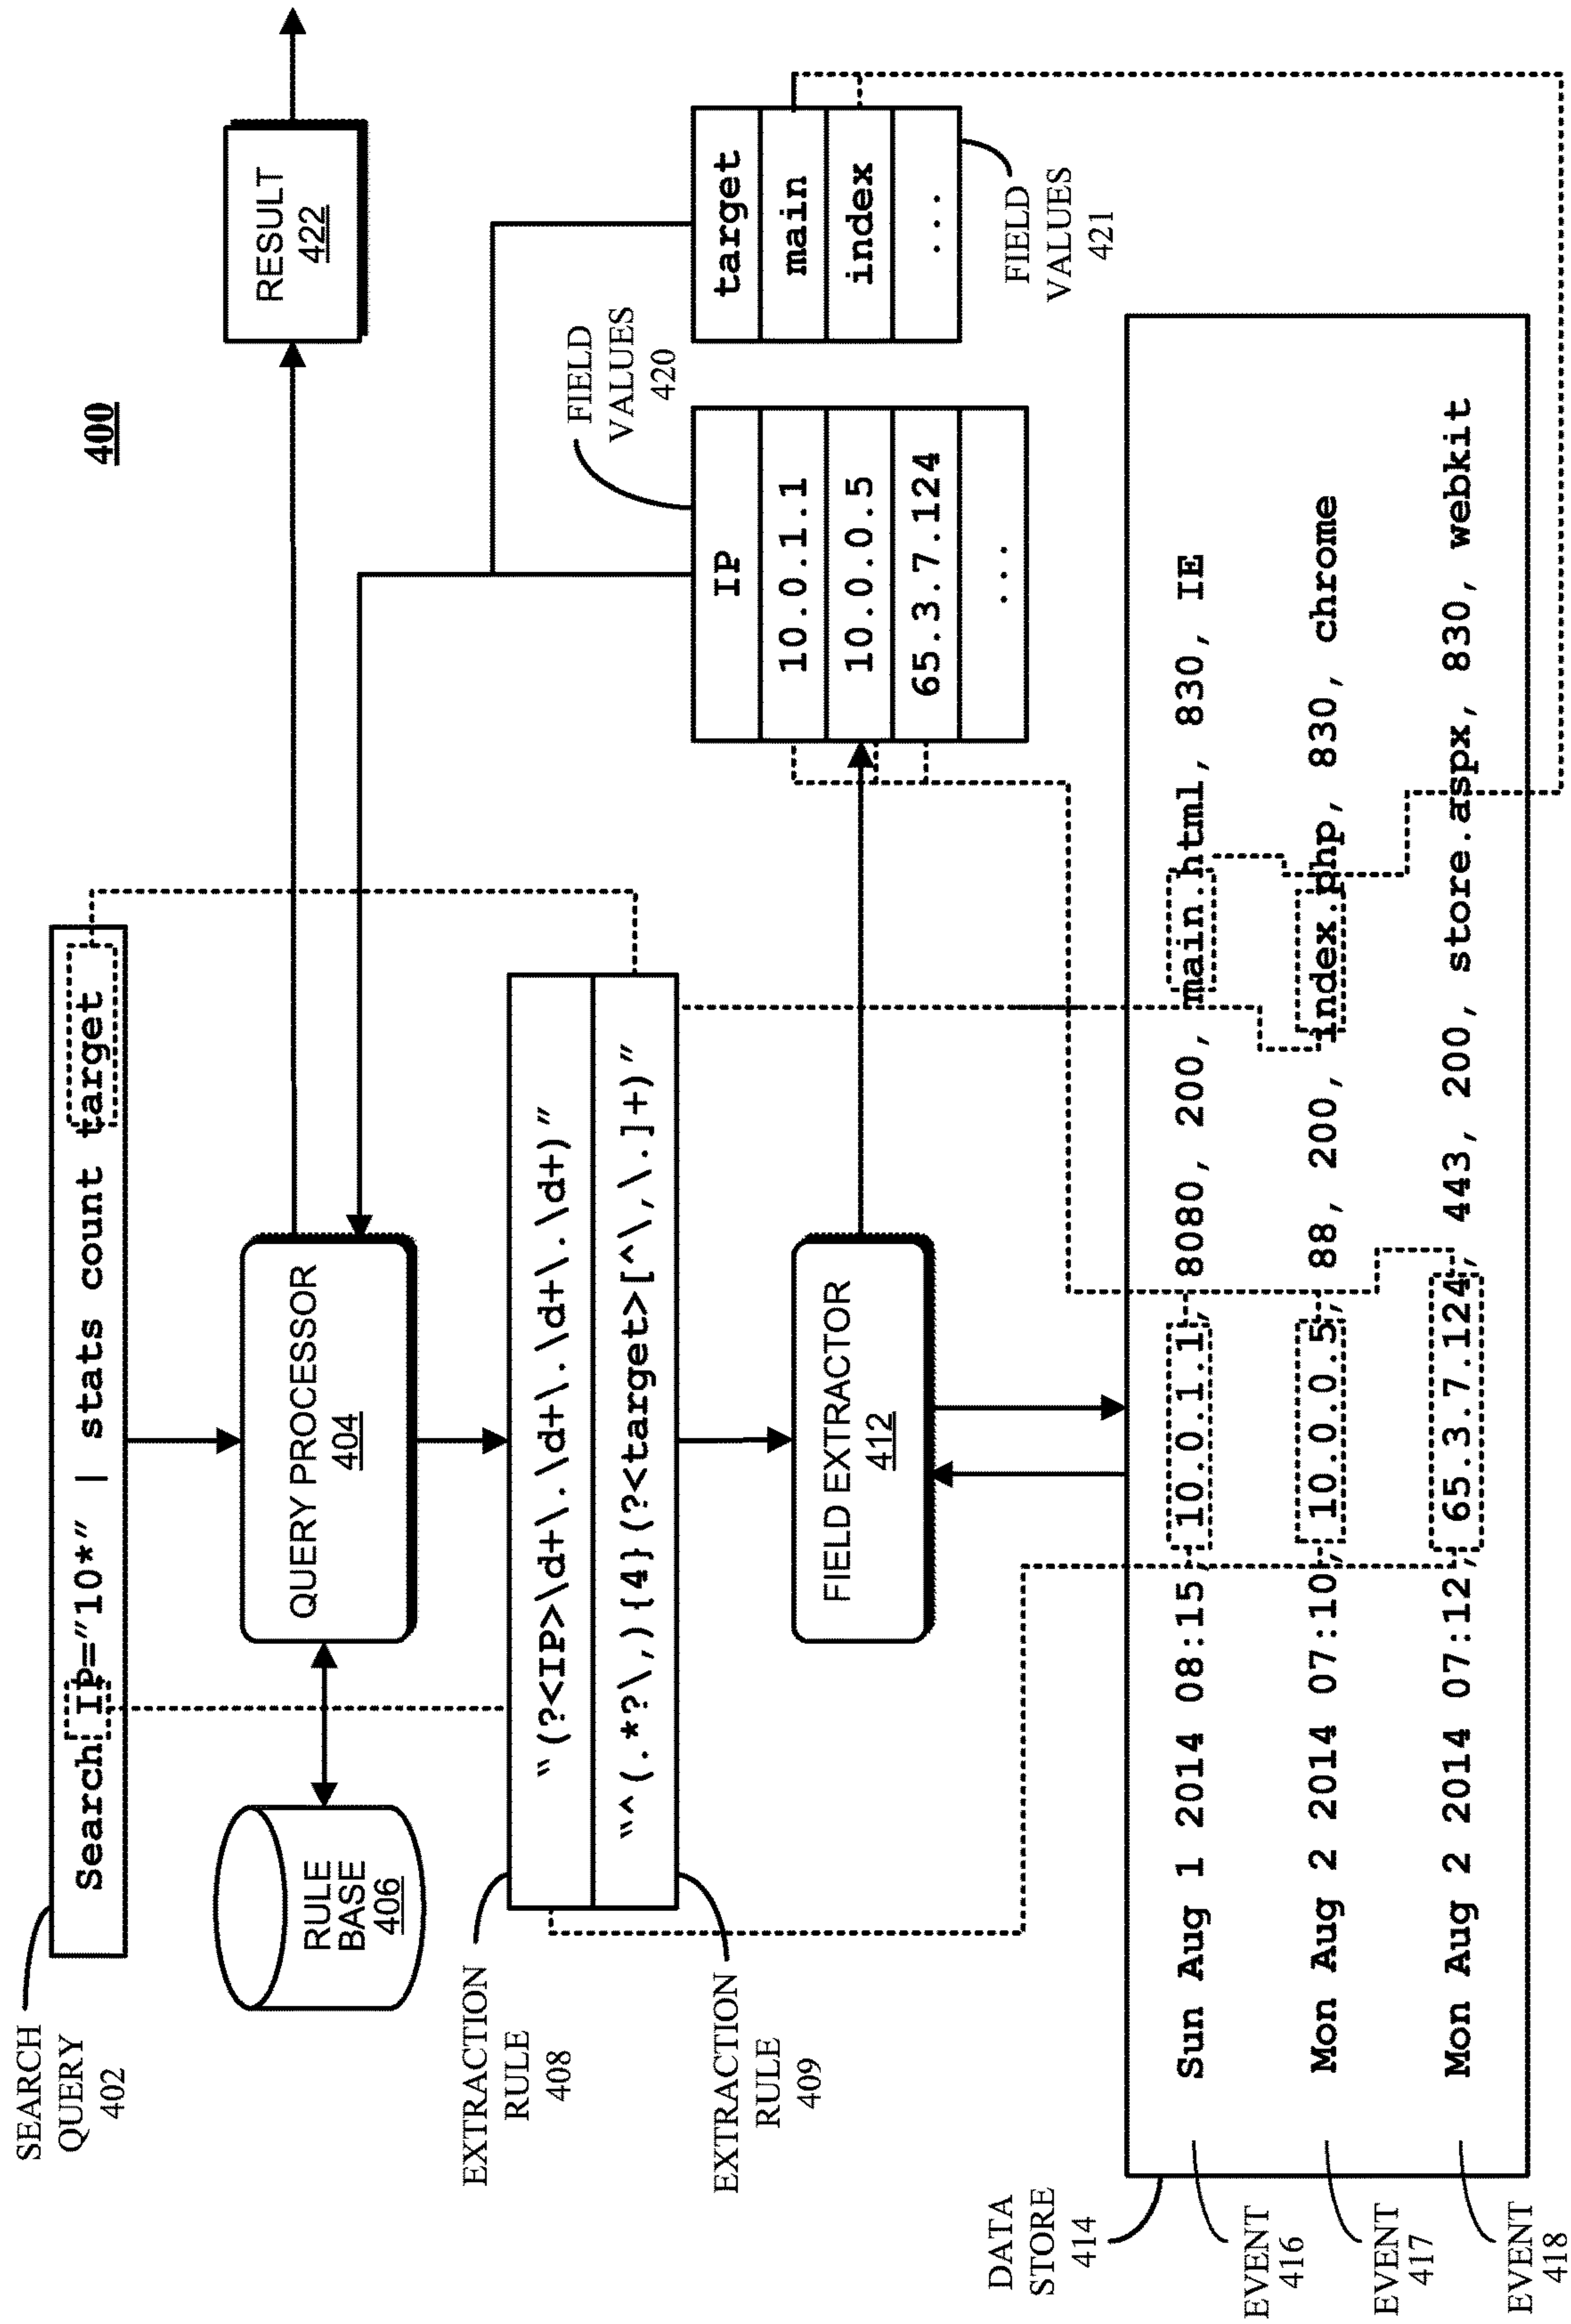 400
SEARCH
QUERY
402
Search IP="10*" | stats count target
RULE
BASE
406
QUERY PROCESSOR
404
RESULT
422
EXTRACTION
RULE
408
"(?<IP>\d+\.\d+\.\d+\.\d+)"
"^(.*?\,){4}(?<target>[^\,\.]+)"
EXTRACTION
RULE
409
FIELD EXTRACTOR
412
FIELD
VALUES
420
IP
10.0.1.1
10.0.0.5
65.3.7.124
...
target
main
index
...
FIELD
VALUES
421
DATA
STORE
414
EVENT
416
Sun Aug 1 2014 08:15, 10.0.1.1, 8080, 200, main.html, 830, IE
EVENT
417
Mon Aug 2 2014 07:10, 10.0.0.5, 88, 200, index.php, 830, chrome
EVENT
418
Mon Aug 2 2014 07:12, 65.3.7.124, 443, 200, store.aspx, 830, webkit